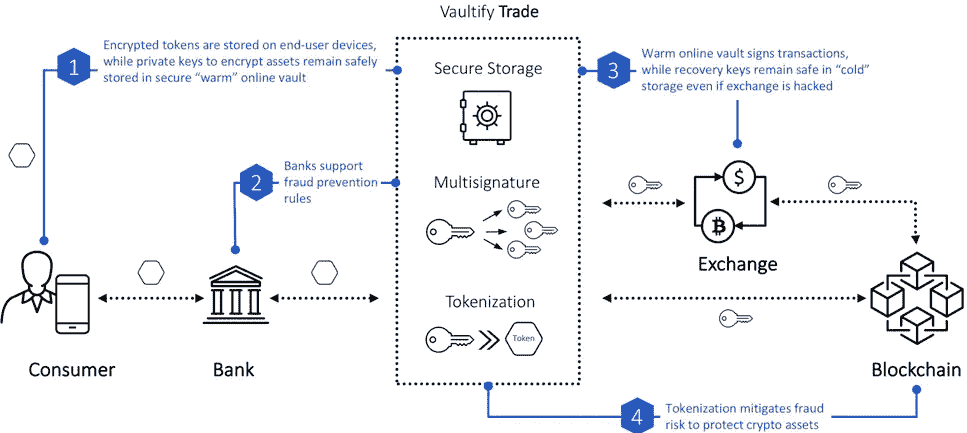 Vaultify Trade
1
Encrypted tokens are stored on end-user devices,
while private keys to encrypt assets remain safely
stored in secure “warm” online vault
Secure Storage
3
Warm online vault signs transactions,
while recovery keys remain safe in “cold”
storage even if exchange is hacked
2
Banks support
fraud prevention
rules
Multisignature
$
B
Exchange
Tokenization
Token
Consumer
Bank
Blockchain
4
Tokenization mitigates fraud
risk to protect crypto assets